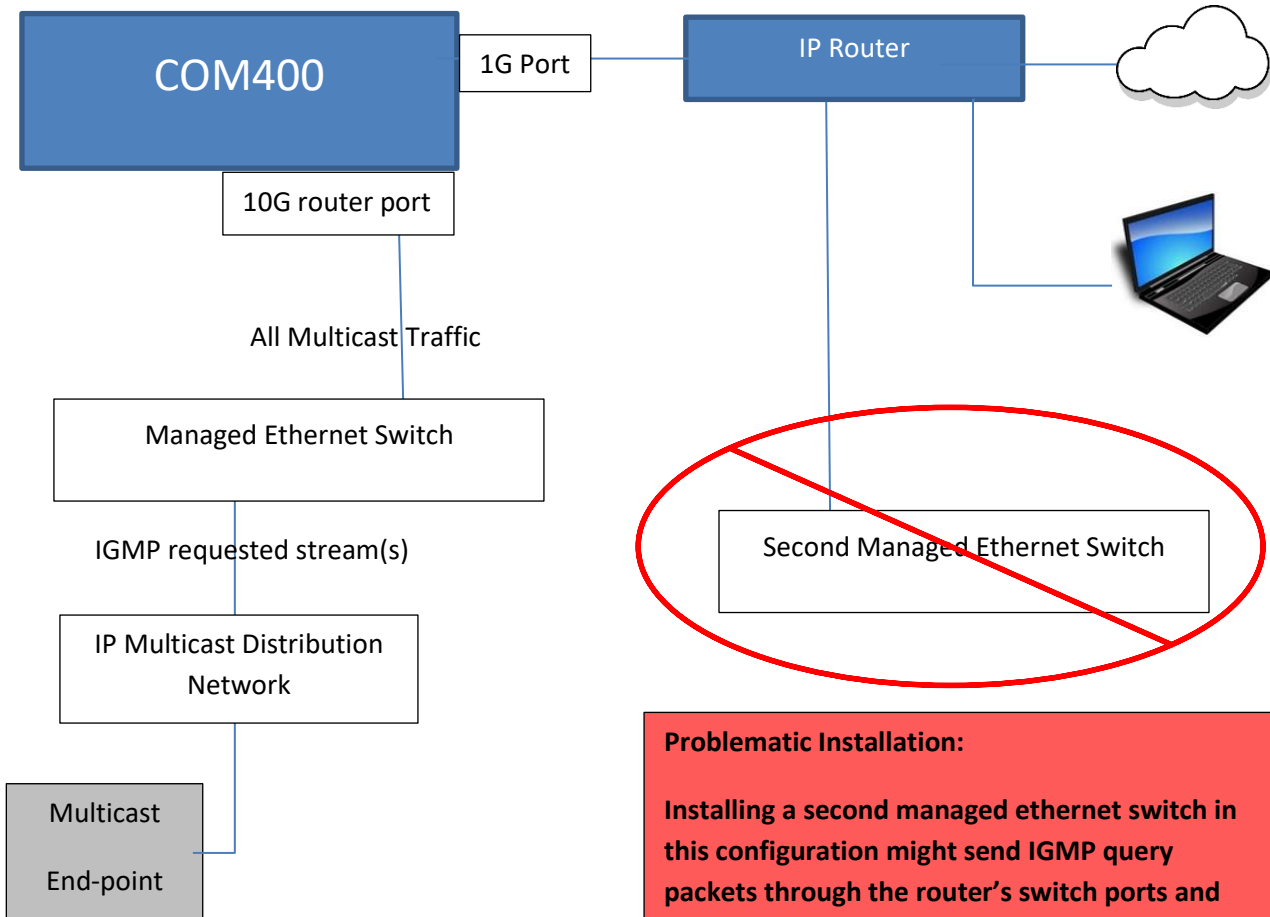 COM400
1G Port
IP Router
10G router port
All Multicast Traffic
Managed Ethernet Switch
IGMP requested stream(s)
Second Managed Ethernet Switch
IP Multicast Distribution
Network
Multicast
End-point
Problematic Installation:
Installing a second managed ethernet switch in
this configuration might send IGMP query
packets through the router’s switch ports and